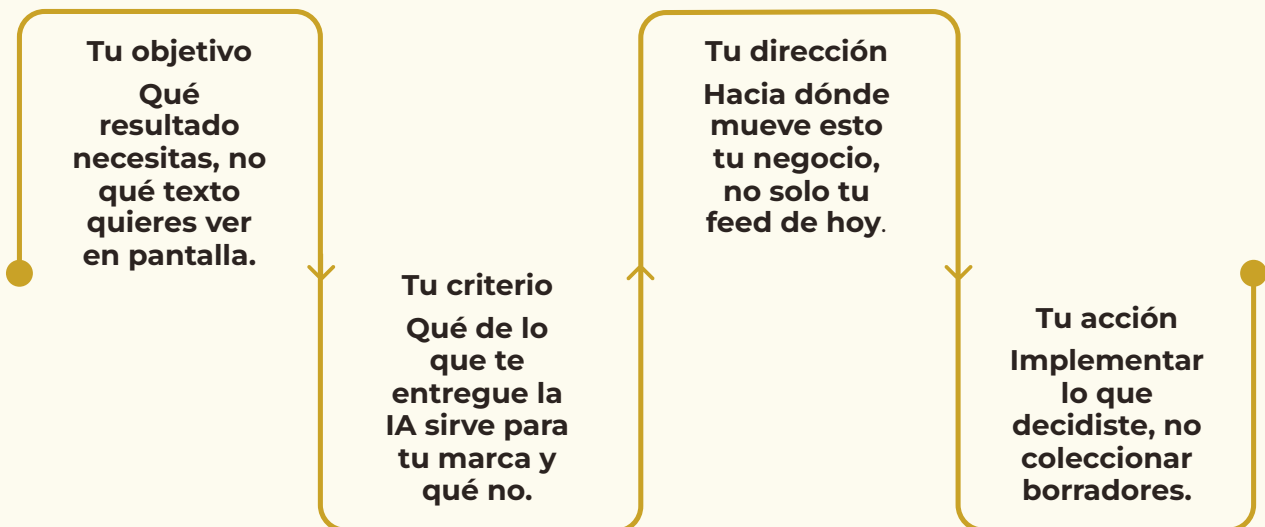 Tu objetivo
Qué
resultado
necesitas, no
qué texto
quieres ver
en pantalla.
Tu criterio
Qué de lo
que te
entregue la
IA sirve para
tu marca y
qué no.
Tu dirección
Hacia dónde
mueve esto
tu negocio,
no solo tu
feed de hoy.
Tu acción
Implementar
lo que
decidiste, no
coleccionar
borradores.